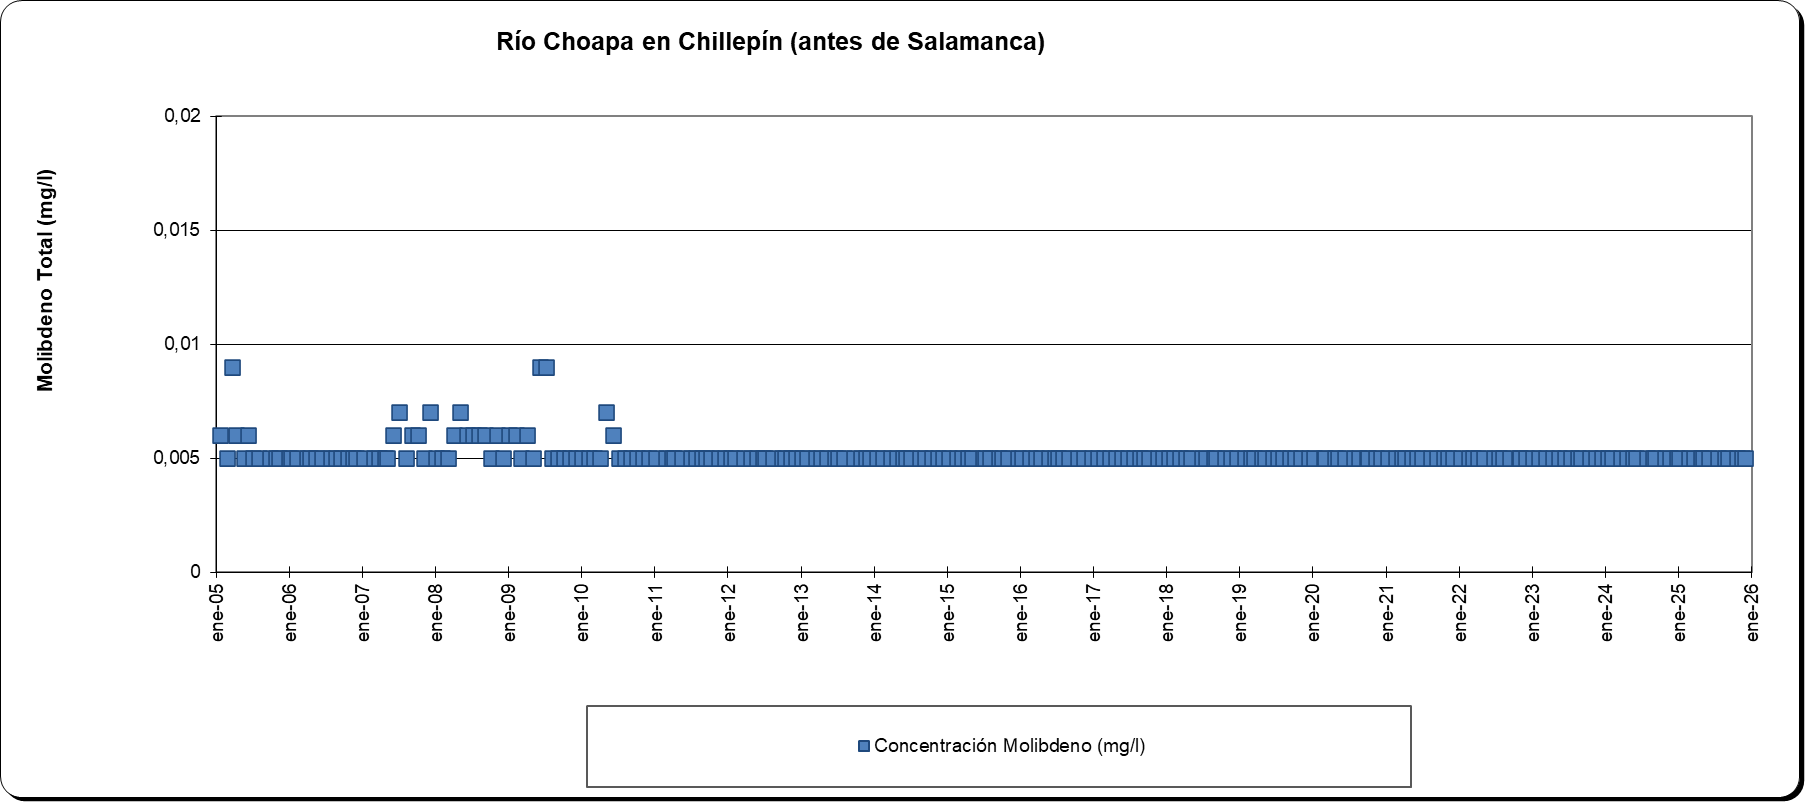 Río Choapa en Chillepín (antes de Salamanca)
Molibdeno Total (mg/l)
0,02
0,015
0,01
0,005
0
ene-05
ene-06
ene-07
ene-08
ene-09
ene-10
ene-11
ene-12
ene-13
ene-14
ene-15
ene-16
ene-17
ene-18
ene-19
ene-20
ene-21
ene-22
ene-23
ene-24
ene-25
ene-26
Concentración Molibdeno (mg/l)